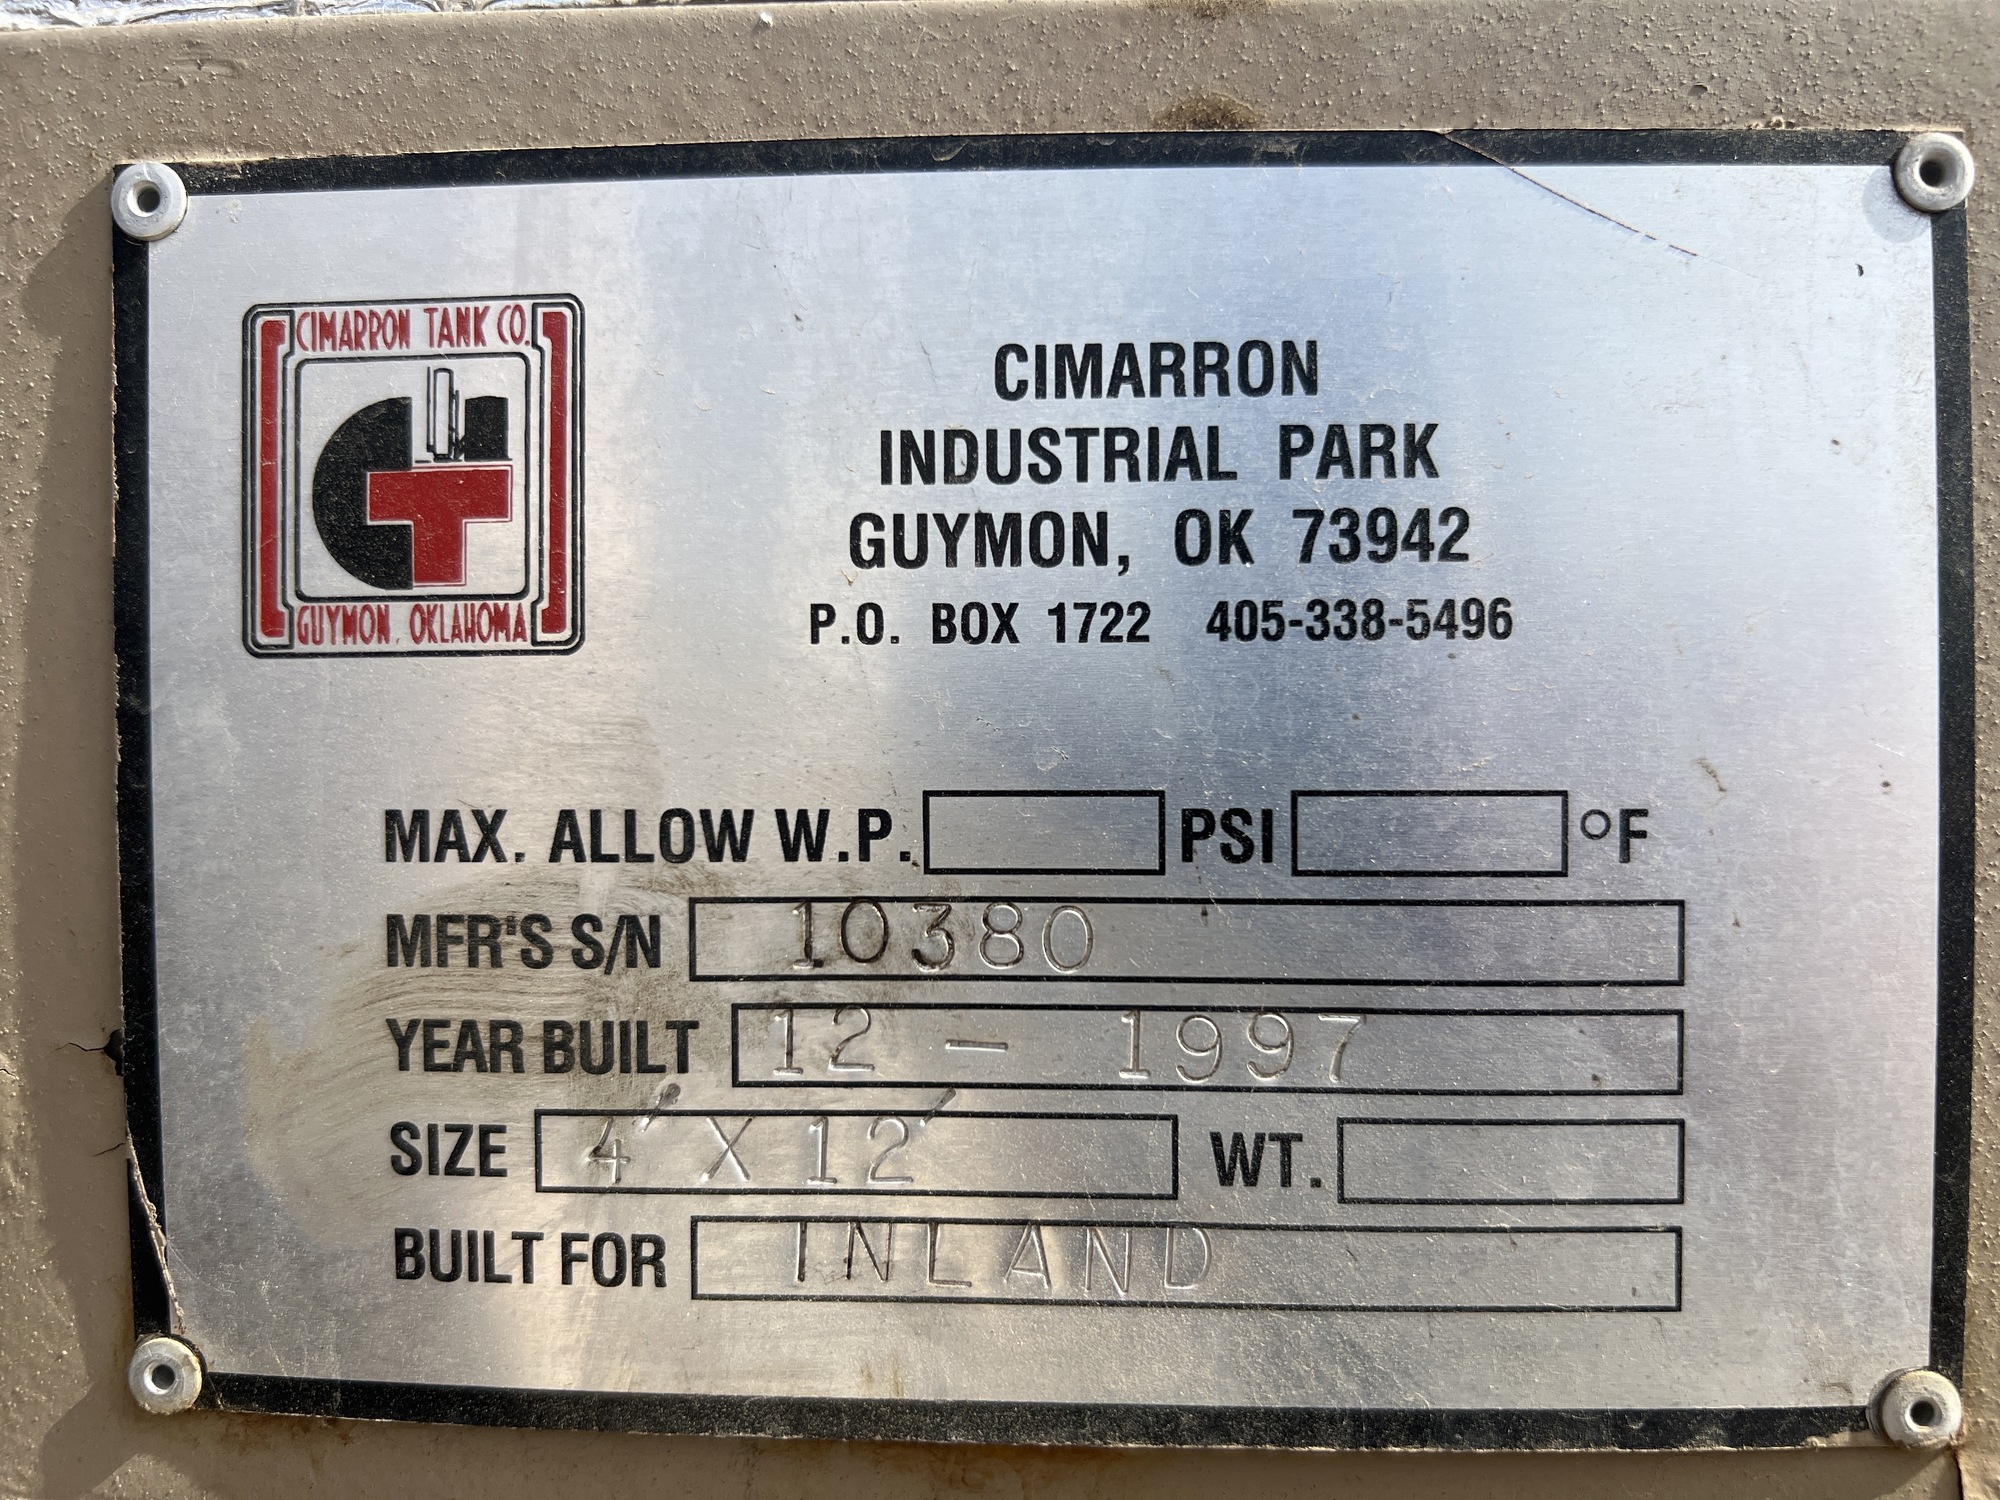 CIMARRON TANK CO.
GUYMON, OKLAHOMA
CIMARRON
INDUSTRIAL PARK
GUYMON, OK 73942
P.O. BOX 1722 405-338-5496
MAX. ALLOW W.P. PSI °F
MFR'S S/N 10380
YEAR BUILT 12 - 1997
SIZE 4' X 12' WT.
BUILT FOR INLAND